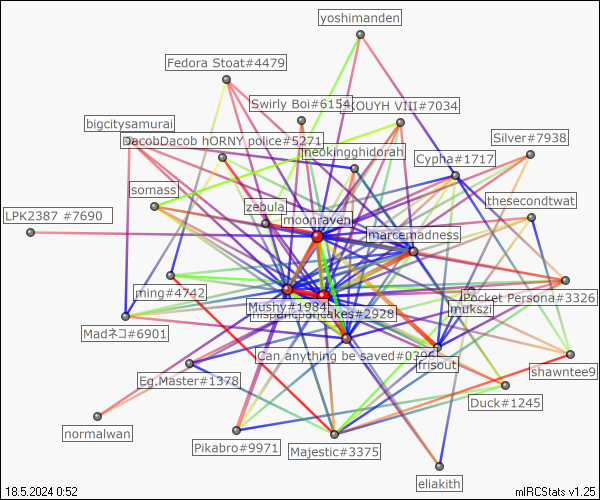 yoshimanden
Fedora Stoat#4479
Swirly Boi#6154
KOUYH VIII#7034
bigcitysamurai
DacobDacob hORNY police#5271
Silver#7938
neokingghidorah
Cypha#1717
somass
thesecondtwat
LPK2387 #7690
zebula
moonraven
marcemadness
ming#4742
Pocket Persona#3326
Mushy#1984
mukszi
Madネコ#6901
Can anything be saved#0396
frisout
shawntee9
Eg.Master#1378
Duck#1245
normalwan
Pikabro#9971
Majestic#3375
eliakith
18.5.2024 0:52
mIRCStats v1.25